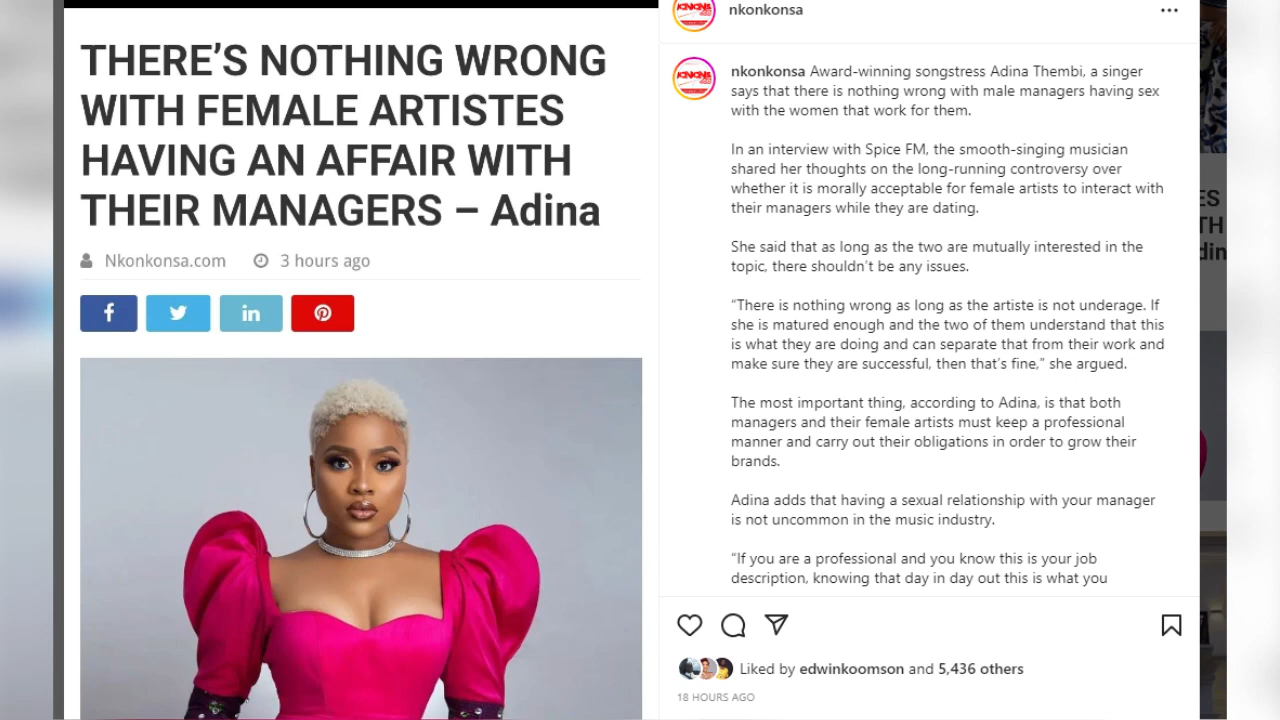 THERE’S NOTHING WRONG
WITH FEMALE ARTISTES
HAVING AN AFFAIR WITH
THEIR MANAGERS – Adina
Nkonkonsa.com 3 hours ago
nkonkonsa
nkonkonsa Award-winning songstress Adina Thembi, a singer
says that there is nothing wrong with male managers having sex
with the women that work for them.
In an interview with Spice FM, the smooth-singing musician
shared her thoughts on the long-running controversy over
whether it is morally acceptable for female artists to interact with
their managers while they are dating.
She said that as long as the two are mutually interested in the
topic, there shouldn’t be any issues.
“There is nothing wrong as long as the artiste is not underage. If
she is matured enough and the two of them understand that this
is what they are doing and can separate that from their work and
make sure they are successful, then that’s fine,” she argued.
The most important thing, according to Adina, is that both
managers and their female artists must keep a professional
manner and carry out their obligations in order to grow their
brands.
Adina adds that having a sexual relationship with your manager
is not uncommon in the music industry.
“If you are a professional and you know this is your job
description, knowing that day in day out this is what you
Liked by edwinkoomson and 5,436 others
18 HOURS AGO
ES
TH
din